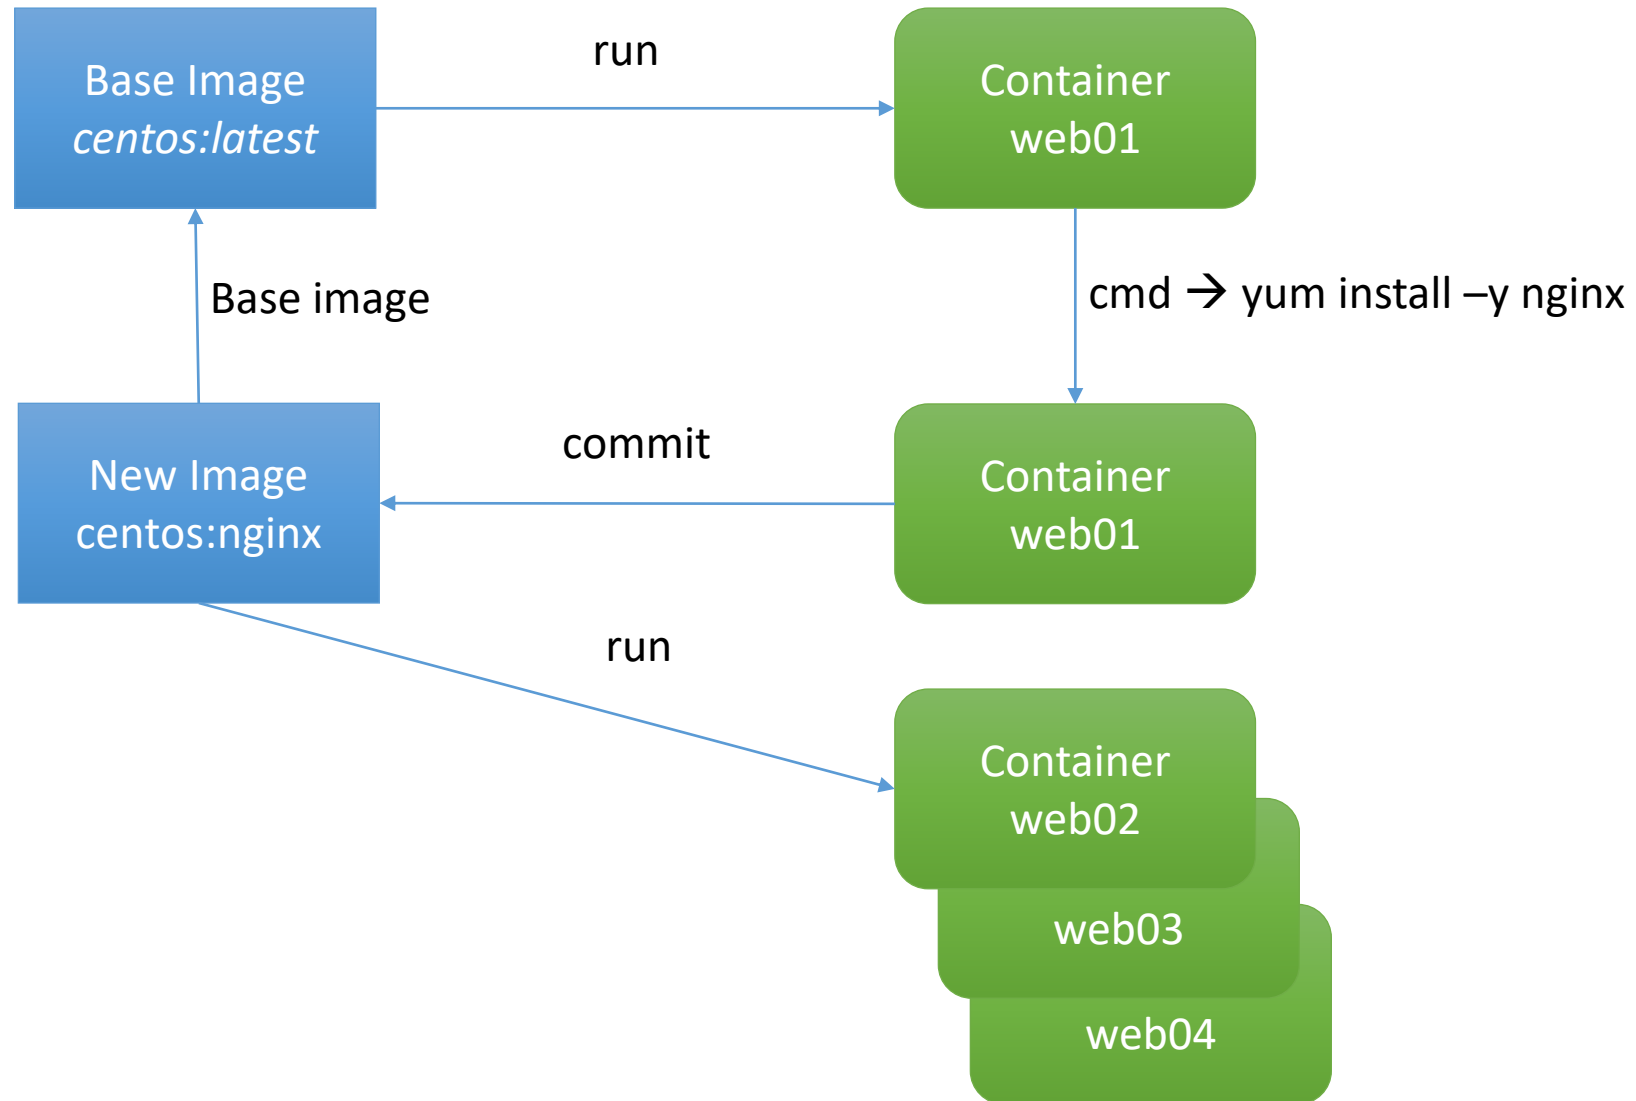 Base Image
centos:latest
run
Container
web01
Base image
cmd → yum install –y nginx
New Image
centos:nginx
commit
Container
web01
run
Container
web02
web03
web04